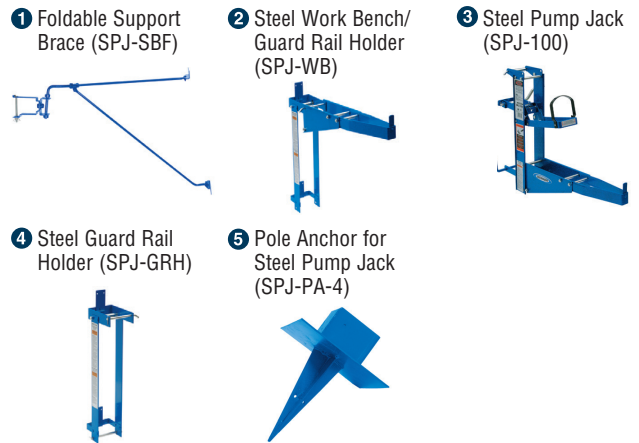 1 Foldable Support
Brace (SPJ-SBF)
2 Steel Work Bench/
Guard Rail Holder
(SPJ-WB)
3 Steel Pump Jack
(SPJ-100)
4 Steel Guard Rail
Holder (SPJ-GRH)
5 Pole Anchor for
Steel Pump Jack
(SPJ-PA-4)